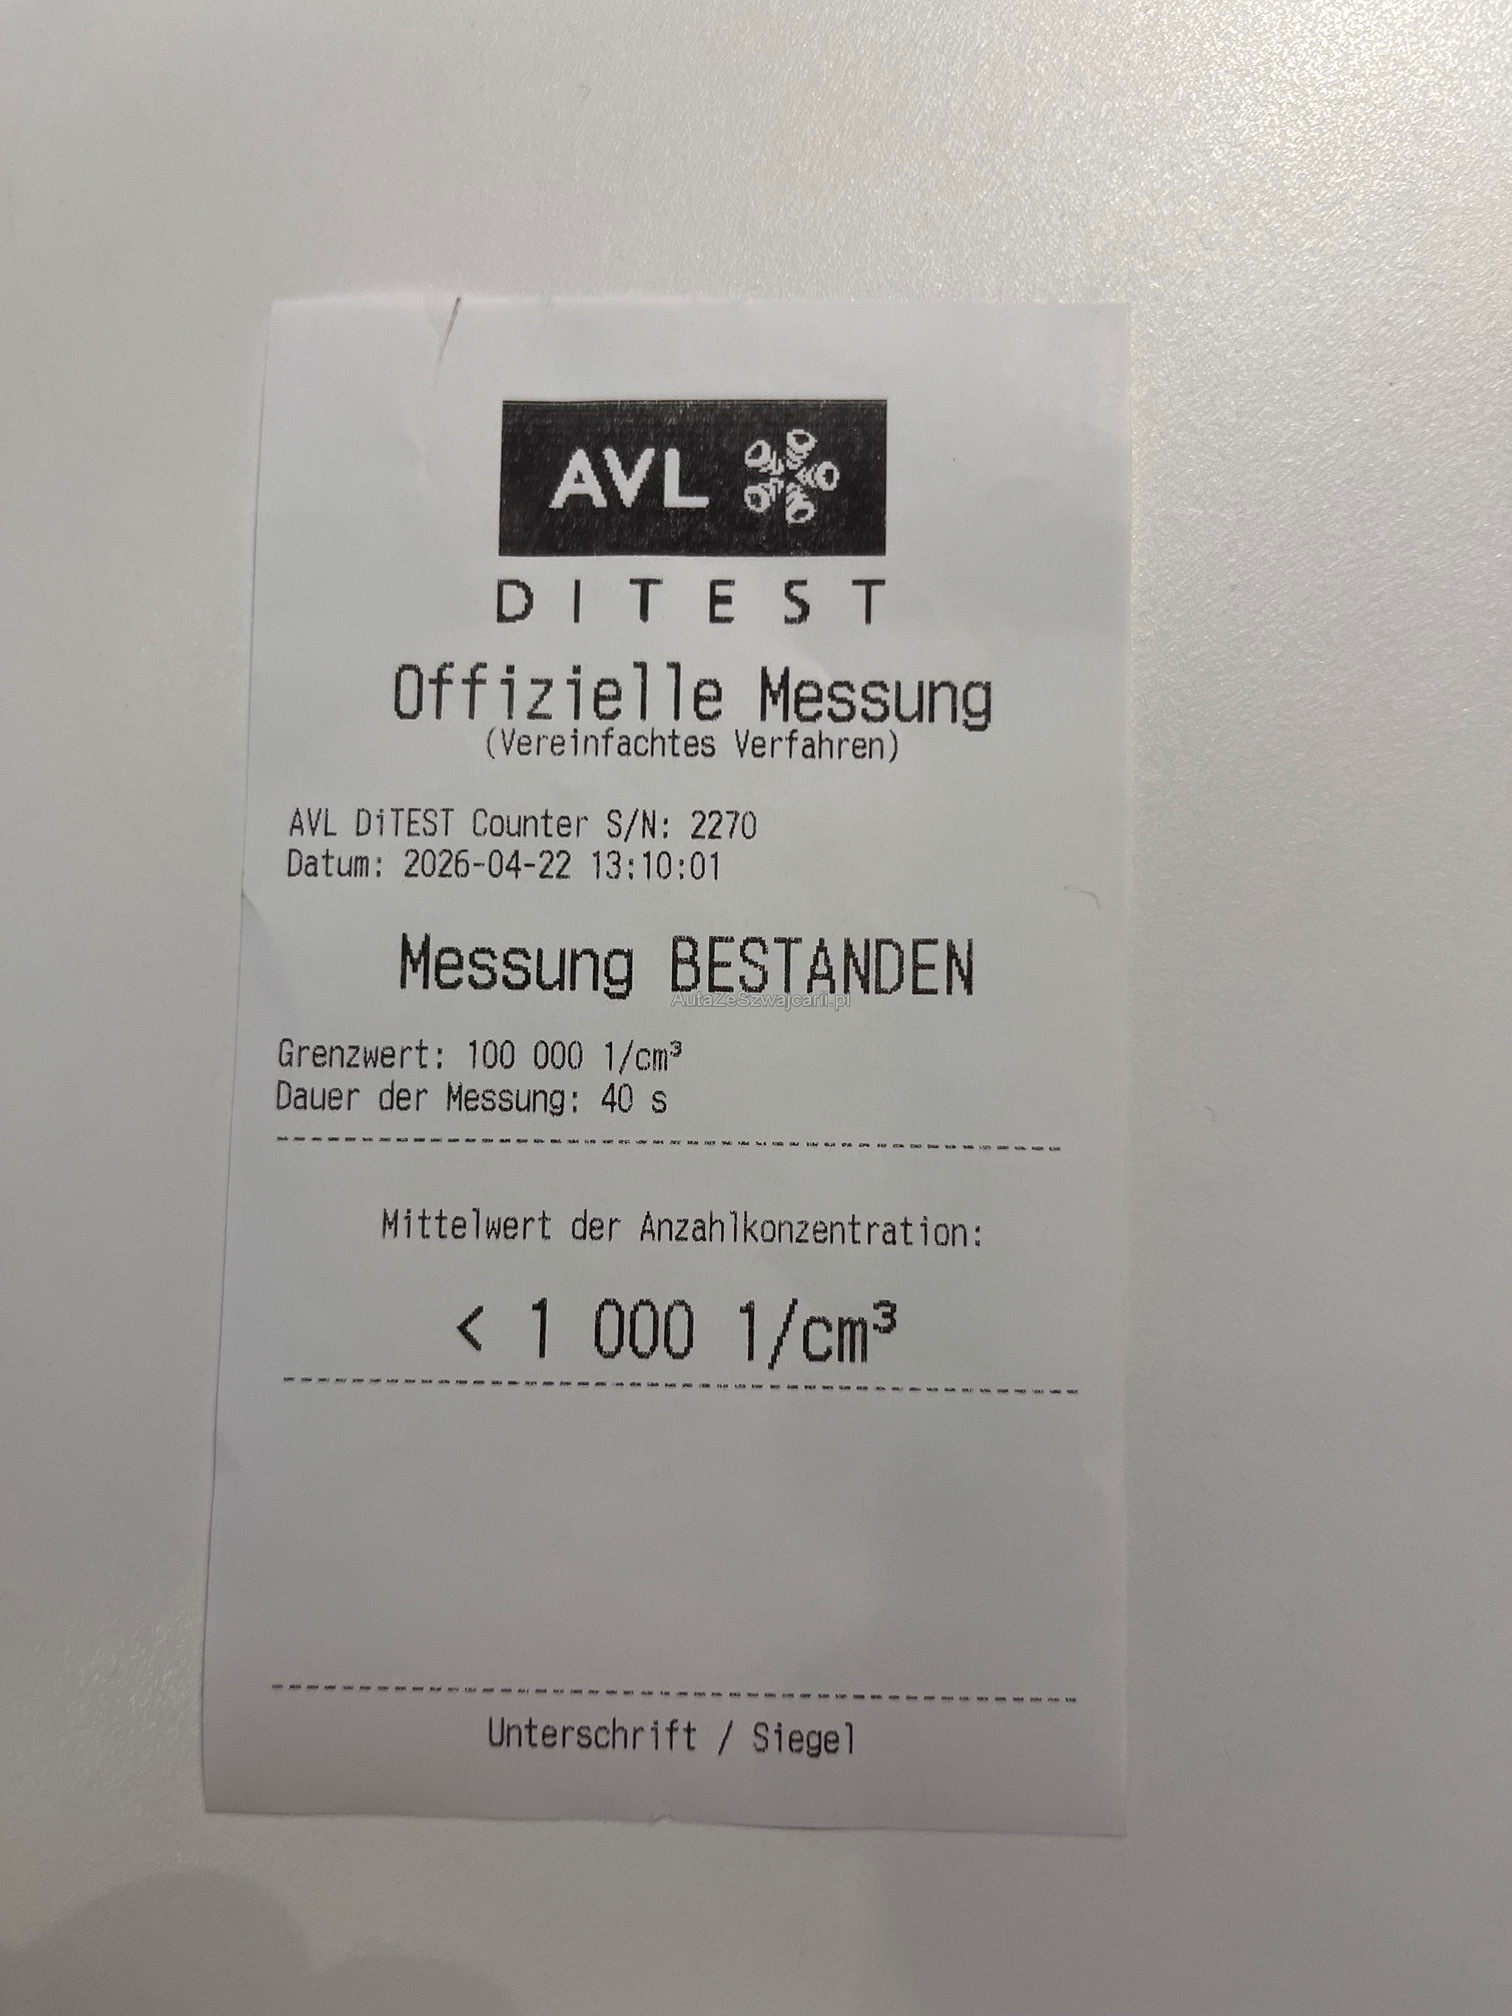 AVL
DITEST
Offizielle Messung
(Vereinfachtes Verfahren)
AVL DiTEST Counter S/N: 2270
Datum: 2026-04-22 13:10:01
Messung BESTANDEN
AutaZeSzwajcarii.pl
Grenzwert: 100 000 1/cm³
Dauer der Messung: 40 s
Mittelwert der Anzahlkonzentration:
< 1 000 1/cm³
Unterschrift / Siegel